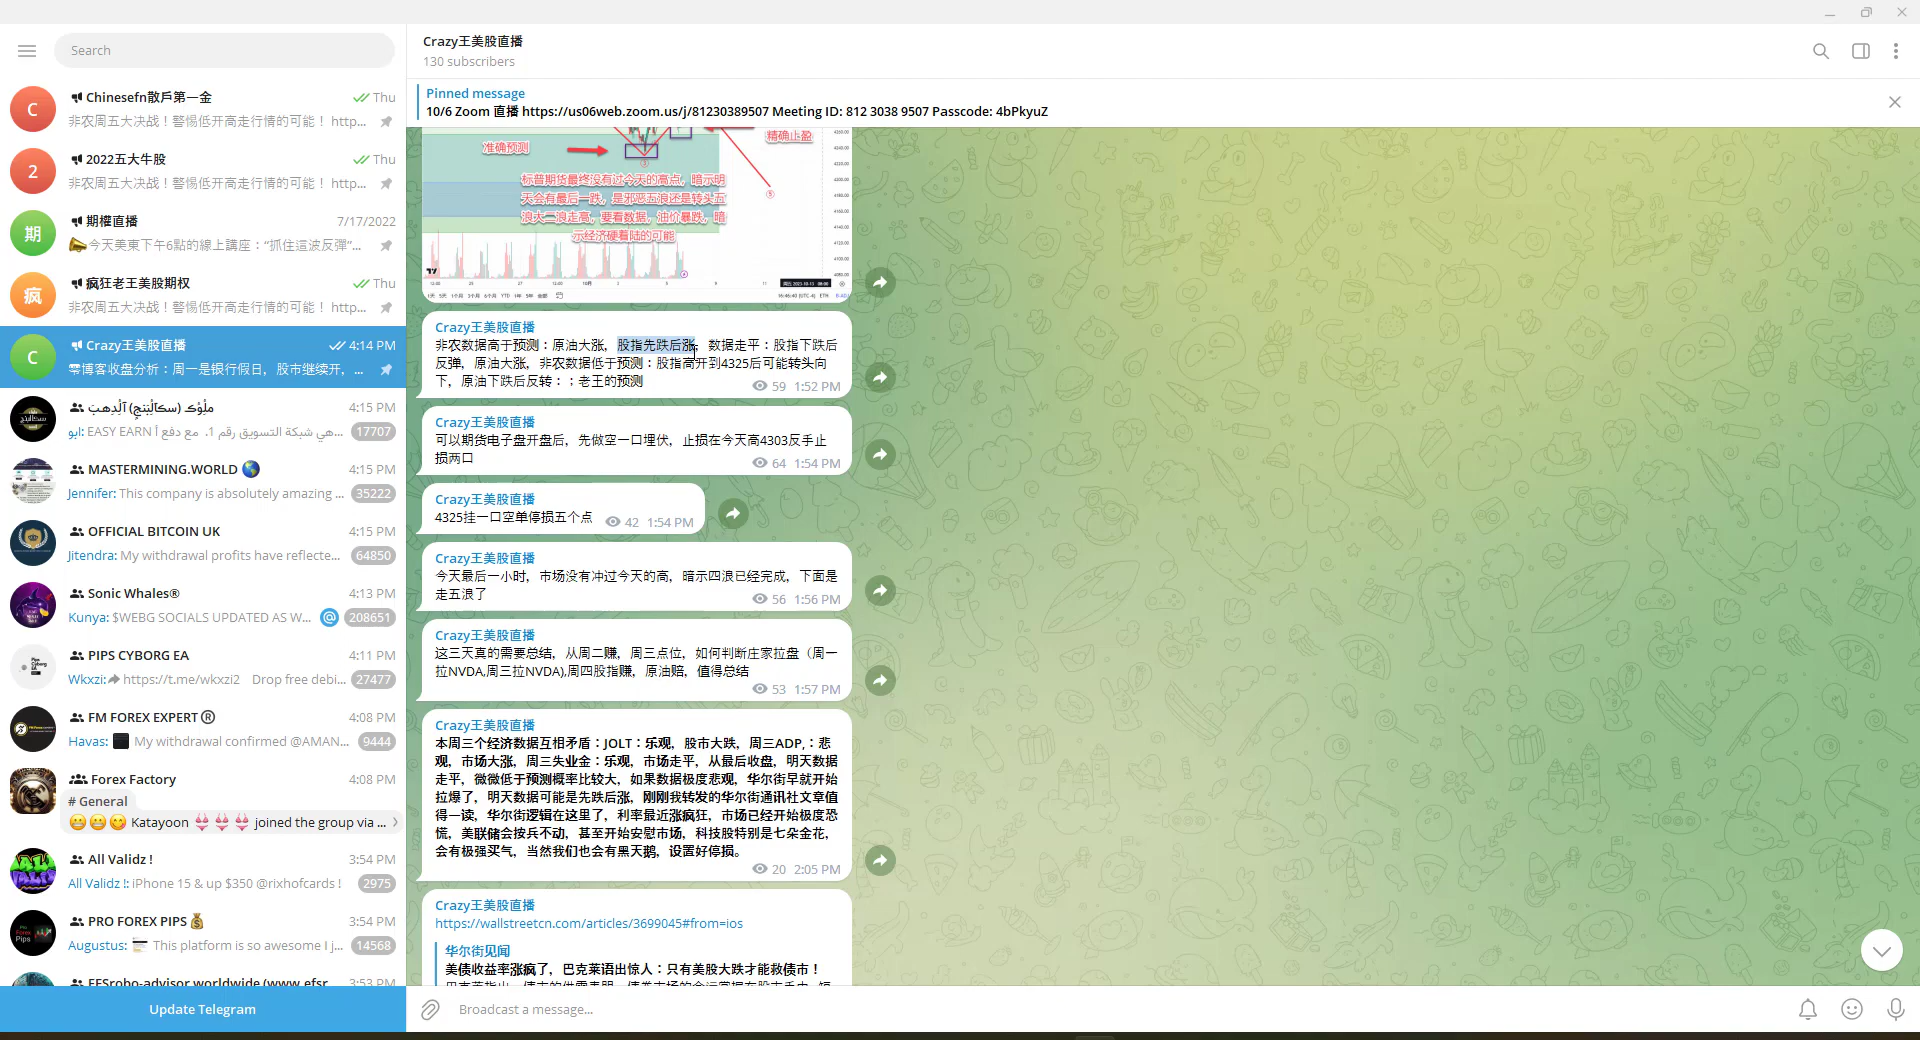 Search
C
Chinesefn散戶第一金
Thu
非农周五大决战！警惕低开高走行情的可能！ http...
2
2022五大牛股
Thu
非农周五大决战！警惕低开高走行情的可能！ http...
期
期權直播
7/17/2022
今天美東下午6點的線上講座：“抓住這波反彈”...
疯
疯狂老王美股期权
Thu
非农周五大决战！警惕低开高走行情的可能！ http...
C
Crazy王美股直播
4:14 PM
零博客收盘分析：周一是银行假日，股市继续开，...
4:15 PM
17707
MASTERMINING.WORLD
4:15 PM
Jennifer: This company is absolutely amazing ...
35222
OFFICIAL BITCOIN UK
4:15 PM
Jitendra: My withdrawal profits have reflecte...
64850
Sonic Whales®
4:13 PM
Kunya: $WEBG SOCIALS UPDATED AS W...
@
208651
PIPS CYBORG EA
4:11 PM
Wkxzi: https://t.me/wkxzi2 Drop free debi...
27477
FM FOREX EXPERT ®
4:08 PM
Havas: My withdrawal confirmed @AMAN...
9444
Forex Factory
4:08 PM
# General
Katayoon joined the group via ...
All Validz !
3:54 PM
All Validz !: iPhone 15 & up $350 @rixhofcards !
2975
PRO FOREX PIPS
3:54 PM
Augustus: This platform is so awesome I j...
14568
EFSrobo-advisor worldwide (www.efsr
3:53 PM
Update Telegram
Crazy王美股直播
130 subscribers
Pinned message
10/6 Zoom 直播 https://us06web.zoom.us/j/81230389507 Meeting ID: 812 3038 9507 Passcode: 4bPkyuZ
准确预测
精确止盈
标普期货最终没有过今天的高点，暗示明
天会有最后一跌，是邪恶五浪还是转头五
浪大二浪走高，要看数据，油价暴跌，暗
示经济硬着陆的可能
Crazy王美股直播
非农数据高于预测：原油大涨，股指先跌后涨，数据走平：股指下跌后
反弹，原油大涨，非农数据低于预测：股指高开到4325后可能转头向
下，原油下跌后反转：；老王的预测
59 1:52 PM
Crazy王美股直播
可以期货电子盘开盘后，先做空一口埋伏，止损在今天高4303反手止
损两口
64 1:54 PM
Crazy王美股直播
4325挂一口空单停损五个点
42 1:54 PM
Crazy王美股直播
今天最后一小时，市场没有冲过今天的高，暗示四浪已经完成，下面是
走五浪了
56 1:56 PM
Crazy王美股直播
这三天真的需要总结，从周二赚，周三点位，如何判断庄家拉盘（周一
拉NVDA,周三拉NVDA),周四股指赚，原油赔，值得总结
53 1:57 PM
Crazy王美股直播
本周三个经济数据互相矛盾：JOLT：乐观，股市大跌，周三ADP,：悲
观，市场大涨，周三失业金：乐观，市场走平，从最后收盘，明天数据
走平，微微低于预测概率比较大，如果数据极度悲观，华尔街早就开始
拉爆了，明天数据可能是先跌后涨，刚刚我转发的华尔街通讯社文章值
得一读，华尔街逻辑在这里了，利率最近涨疯狂，市场已经开始极度恐
慌，美联储会按兵不动，甚至开始安慰市场，科技股特别是七朵金花，
会有极强买气，当然我们也会有黑天鹅，设置好停损。
20 2:05 PM
Crazy王美股直播
https://wallstreetcn.com/articles/3699045#from=ios
华尔街见闻
美债收益率涨疯了，巴克莱语出惊人：只有美股大跌才能救债市！
Broadcast a message...